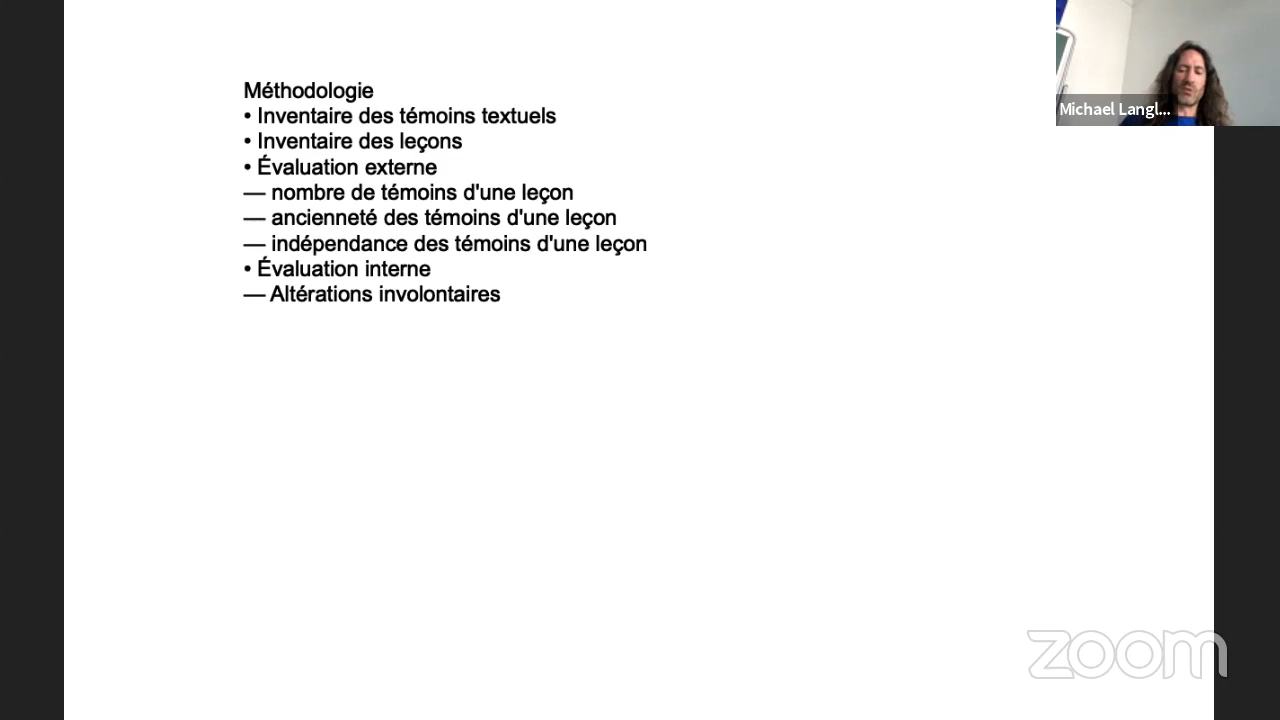 Méthodologie
• Inventaire des témoins textuels
• Inventaire des leçons
• Évaluation externe
— nombre de témoins d'une leçon
— ancienneté des témoins d'une leçon
— indépendance des témoins d'une leçon
• Évaluation interne
— Altérations involontaires
Michael Langl...
zoom